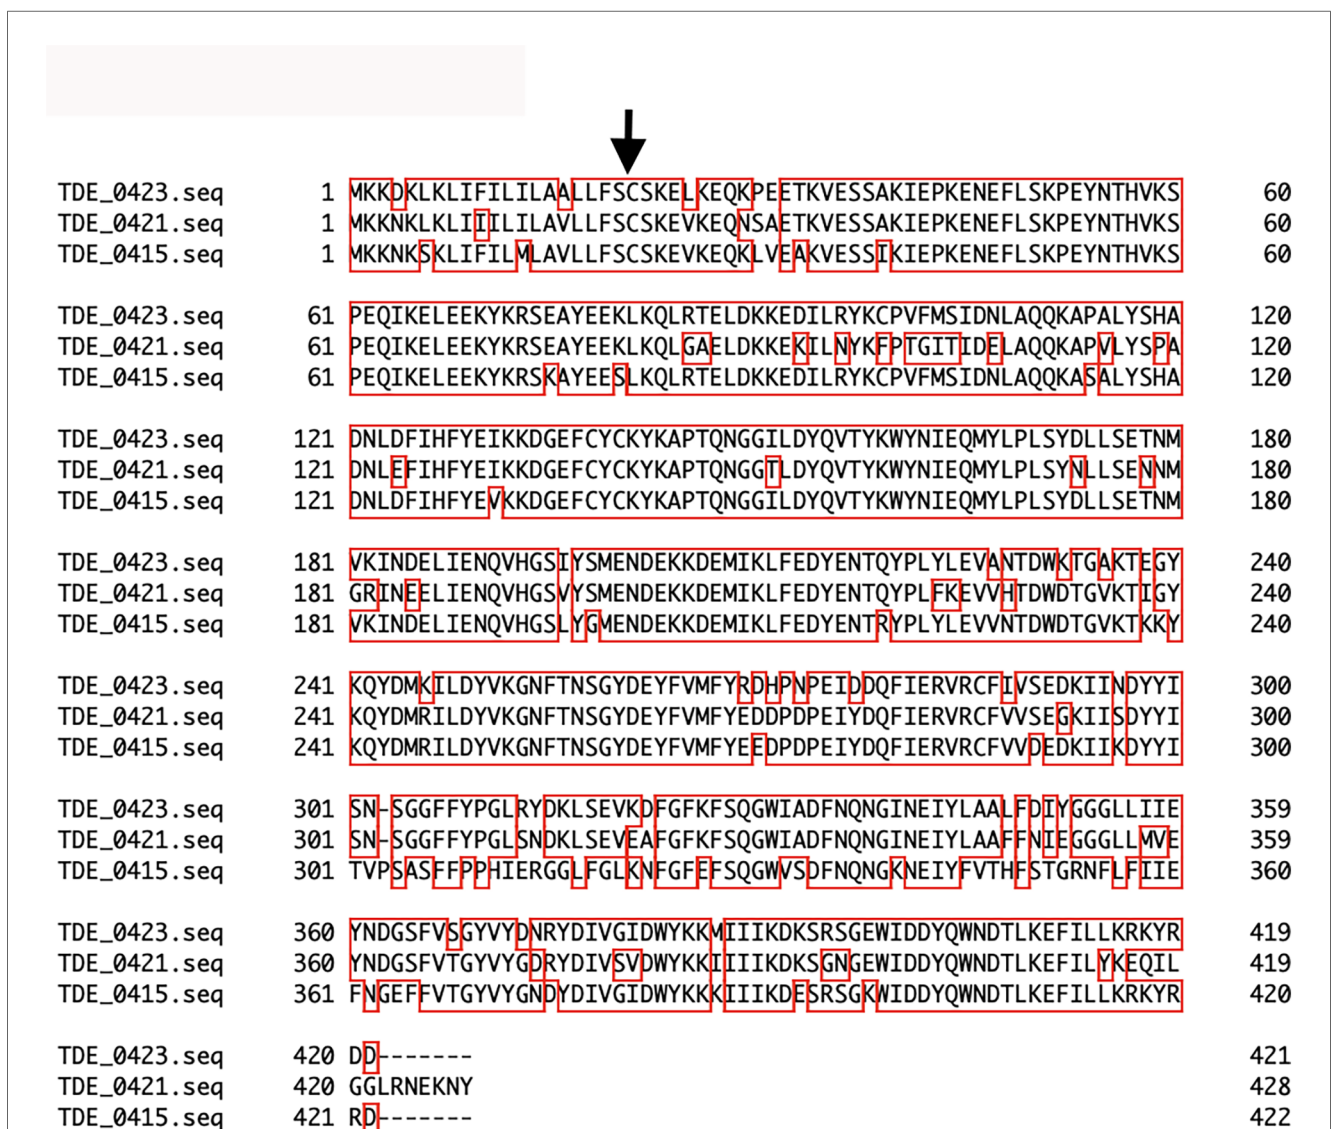 TDE_0423.seq 1 MKKDKLKLIFILILAALLFSCSKELKEQKPEETKVESSAKIEPKENEFLSKPEYNTHVKS 60
TDE_0421.seq 1 MKKNKLKLIIILILAVLLFSCSKEVKEQNSAETKVESSAKIEPKENEFLSKPEYNTHVKS 60
TDE_0415.seq 1 MKKNKSKLIFILMLAVLLFSCSKEVKEQKLVEAKVESSIKIEPKENEFLSKPEYNTHVKS 60
TDE_0423.seq 61 PEQIKELEEKYKRSEAYEEKLKQLRTELDKKEDILRYKCPVFMSIDNLAQQKAPALYSHA 120
TDE_0421.seq 61 PEQIKELEEKYKRSEAYEEKLKQLGAELDKKEKILNYKFPTGITIDELAQQKAPVLYSPA 120
TDE_0415.seq 61 PEQIKELEEKYKRSKAYEESLKQLRTELDKKEDILRYKCPVFMSIDNLAQQKASALYSHA 120
TDE_0423.seq 121 DNLDFIHFYEIKKDGEFCYCKYKAPTQNGGILDYQVTYKWYNIEQMYLPLSYDLLSETNM 180
TDE_0421.seq 121 DNLEFIHFYEIKKDGEFCYCKYKAPTQNGGTLDYQVTYKWYNIEQMYLPLSYNLLSENNM 180
TDE_0415.seq 121 DNLDFIHFYEVKKDGEFCYCKYKAPTQNGGILDYQVTYKWYNIEQMYLPLSYDLLSETNM 180
TDE_0423.seq 181 VKINDELIENQVHGSIYSMENDEKKDEMIKLFEDYENTQYPLYLEVANTDWKTGAKTEGY 240
TDE_0421.seq 181 GRINEELIENQVHGSVYSMENDEKKDEMIKLFEDYENTQYPLFKEVVHTDWDTGVKTIGY 240
TDE_0415.seq 181 VKINDELIENQVHGSLYGMENDEKKDEMIKLFEDYENTRYPLYLEVVNTDWDTGVKTKKY 240
TDE_0423.seq 241 KQYDMKILDYVKGNFTNSGYDEYFVMFYRDHPNPEIDDQFIERVRCFIVSEDKIINDYYI 300
TDE_0421.seq 241 KQYDMRILDYVKGNFTNSGYDEYFVMFYEDDPDPEIYDQFIERVRCFVVSEGKIISDYYI 300
TDE_0415.seq 241 KQYDMRILDYVKGNFTNSGYDEYFVMFYEEDPDPEIYDQFIERVRCFVVDEDKIIKDYYI 300
TDE_0423.seq 301 SN-SGGFFYPGLRYDKLSEVKDFGFKFSQGWIADFNQNGINEIYLAALFDIYGGGLLIIE 359
TDE_0421.seq 301 SN-SGGFFYPGLSNDKLSEVEAFGFKFSQGWIADFNQNGINEIYLAAFFNIEGGGLLMVE 359
TDE_0415.seq 301 TVPSASFFPPHIERGGLFGLKNFGFEFSQGWVSDFNQNGKNEIYFVTHFSTGRNFLFIIE 360
TDE_0423.seq 360 YNDGSFVSGYVYDNRYDIVGIDWYKKMIIIKDKSRSGEWIDDYQWNDTLKEFILLKRKYR 419
TDE_0421.seq 360 YNDGSFVTGYVYGDRYDIVSVDWYKKIIIIKDKSGNGEWIDDYQWNDTLKEFILYKEQIL 419
TDE_0415.seq 361 FNGEFFVTGYVYGNDYDIVGIDWYKKKIIIKDESRSGKWIDDYQWNDTLKEFILLKRKYR 420
TDE_0423.seq 420 DD------- 421
TDE_0421.seq 420 GGLRNEKNY 428
TDE_0415.seq 421 RD------- 422